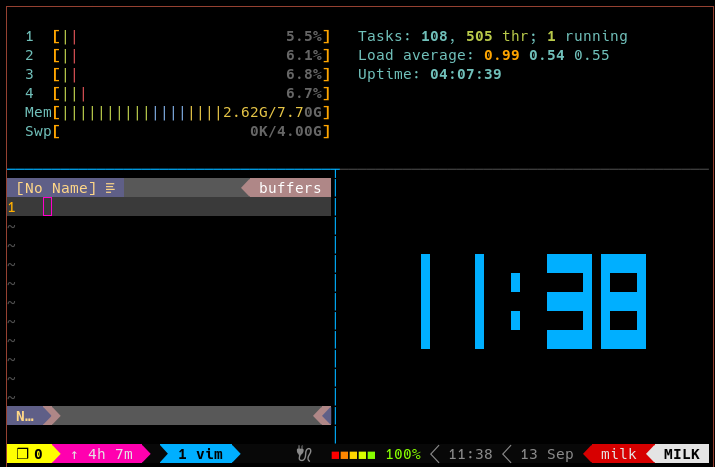 1 [|| 5.5%] Tasks: 108, 505 thr; 1 running
2 [|| 6.1%] Load average: 0.99 0.54 0.55
3 [|| 6.8%] Uptime: 04:07:39
4 [||| 6.7%]
Mem[||||||||||||||||||2.62G/7.70G]
Swp[ 0K/4.00G]
[No Name] buffers
1
~
~
~
~
~
~
~
~
~
~
11:38
N…
0 ↑ 4h 7m 1 vim 100% 11:38 13 Sep milk MILK